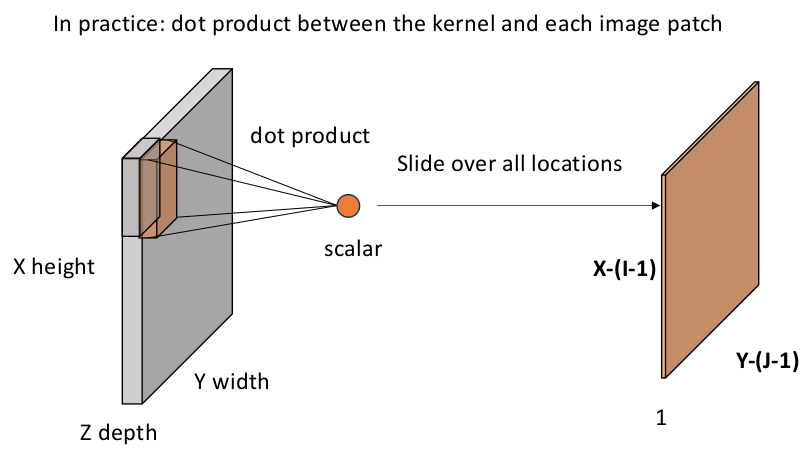 In practice: dot product between the kernel and each image patch
dot product
Slide over all locations
scalar
X height
X-(I-1)
Y width
Y-(J-1)
Z depth
1